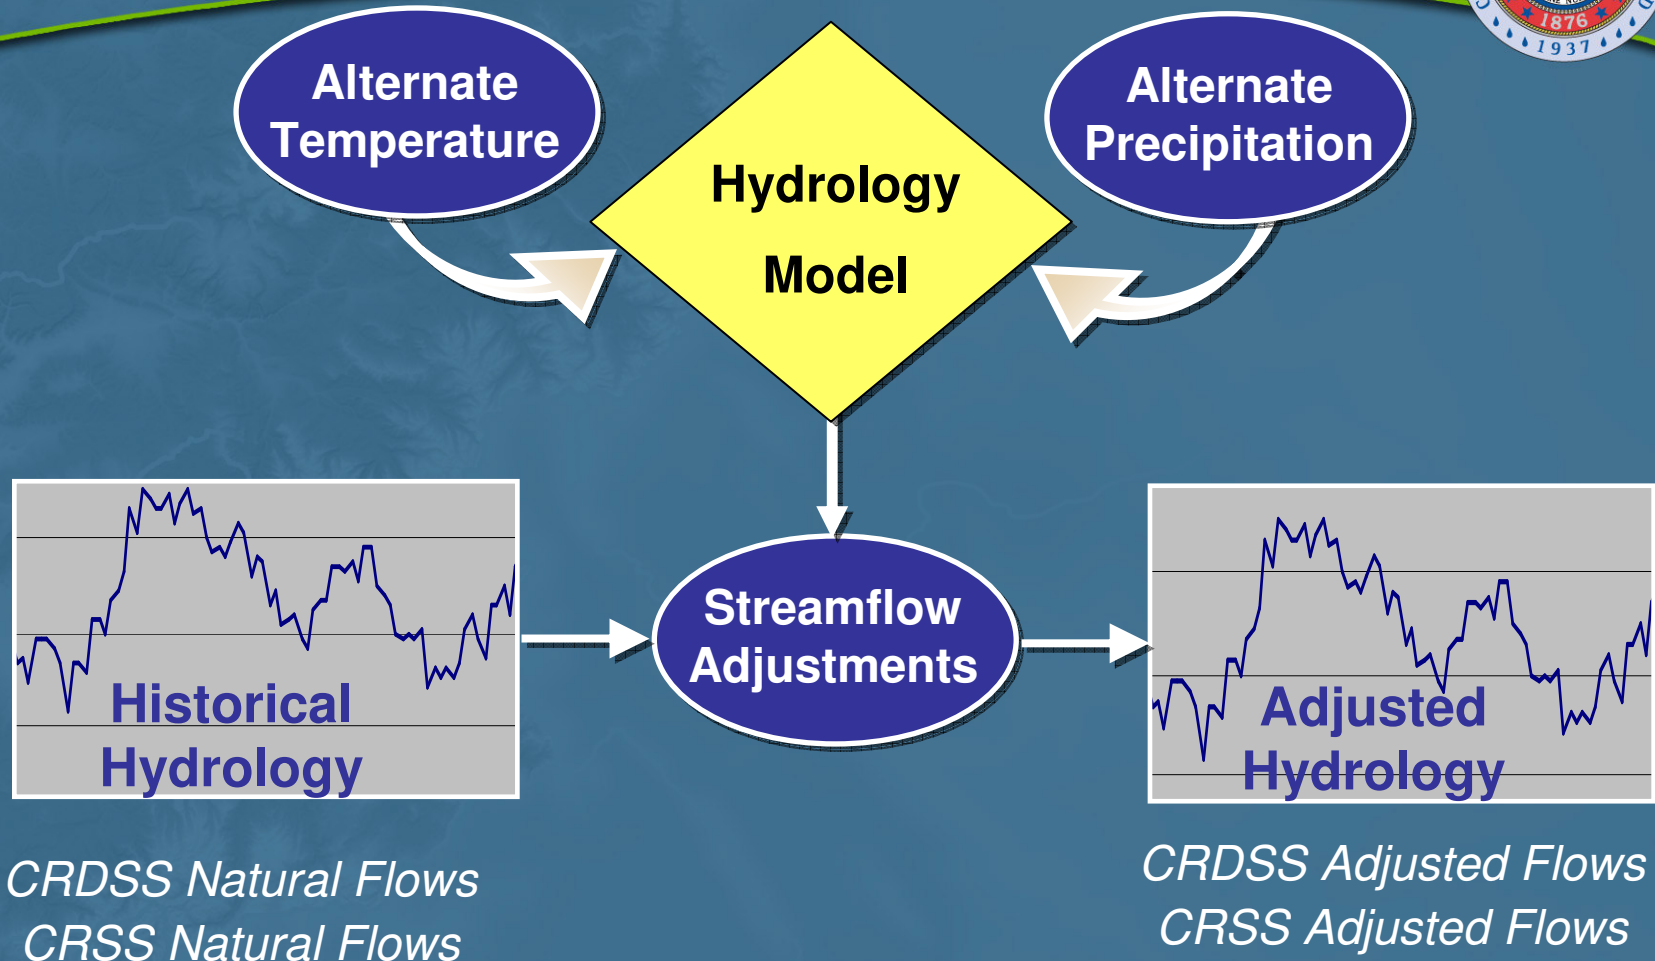 1876
1937
Alternate
Temperature
Hydrology
Model
Alternate
Precipitation
Historical
Hydrology
Streamflow
Adjustments
Adjusted
Hydrology
CRDSS Natural Flows
CRSS Natural Flows
CRDSS Adjusted Flows
CRSS Adjusted Flows